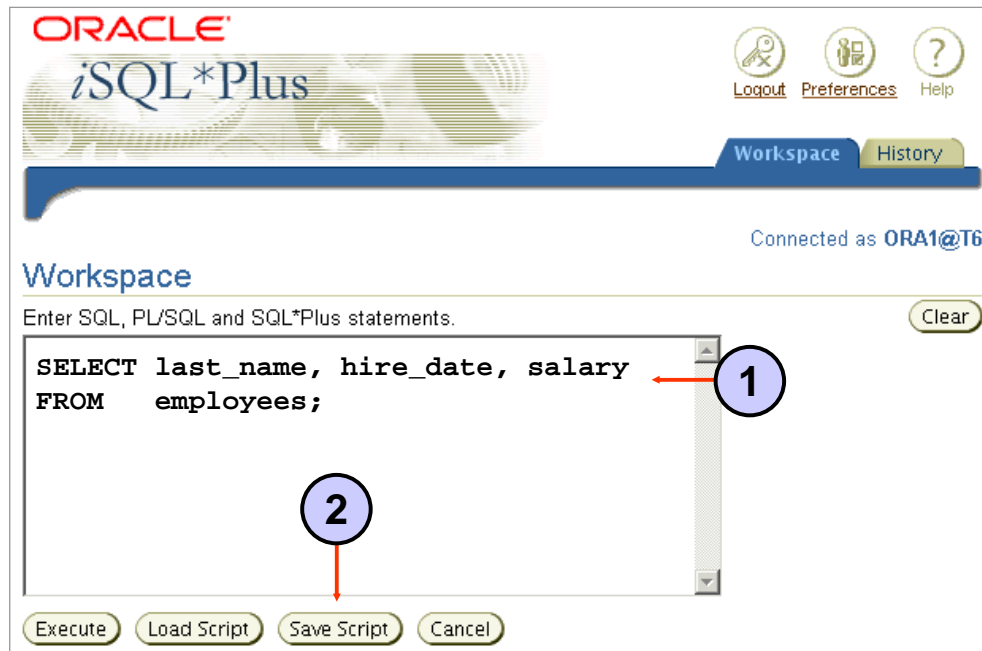 ORACLE
iSQL*Plus
Logout Preferences Help
Workspace History
Connected as ORA1@T6
Workspace
Enter SQL, PL/SQL and SQL*Plus statements.
Clear
SELECT last_name, hire_date, salary
FROM employees;
1
2
Execute Load Script Save Script Cancel